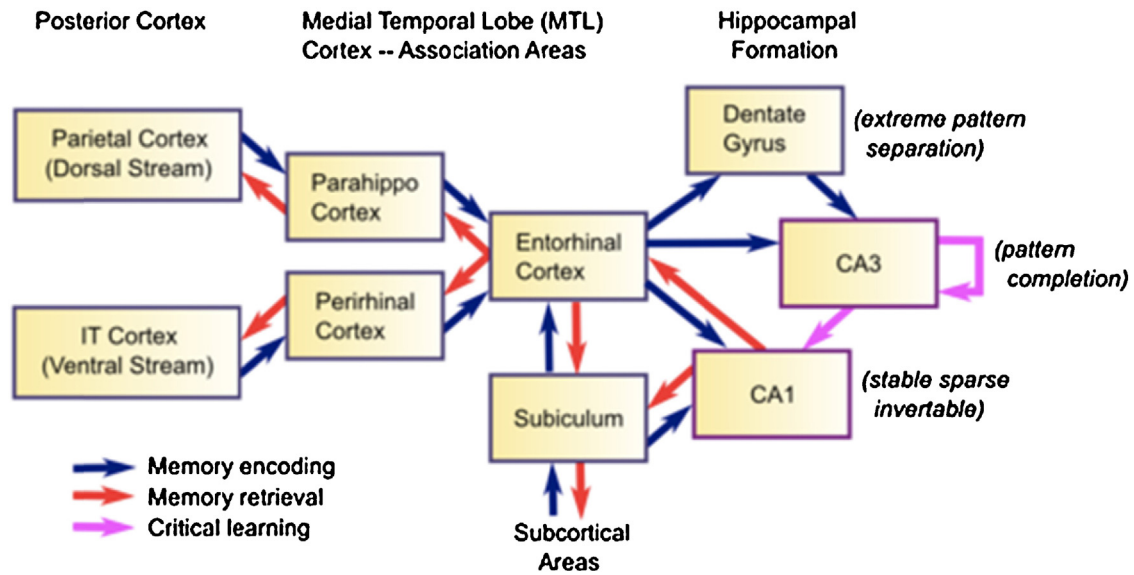 Posterior Cortex
Medial Temporal Lobe (MTL)
Cortex -- Association Areas
Hippocampal
Formation
Parietal Cortex
(Dorsal Stream)
Parahippo
Cortex
Dentate
Gyrus
(extreme pattern
separation)
Entorhinal
Cortex
CA3
(pattern
completion)
IT Cortex
(Ventral Stream)
Perirhinal
Cortex
Subiculum
CA1
(stable sparse
invertable)
Memory encoding
Memory retrieval
Critical learning
Subcortical
Areas